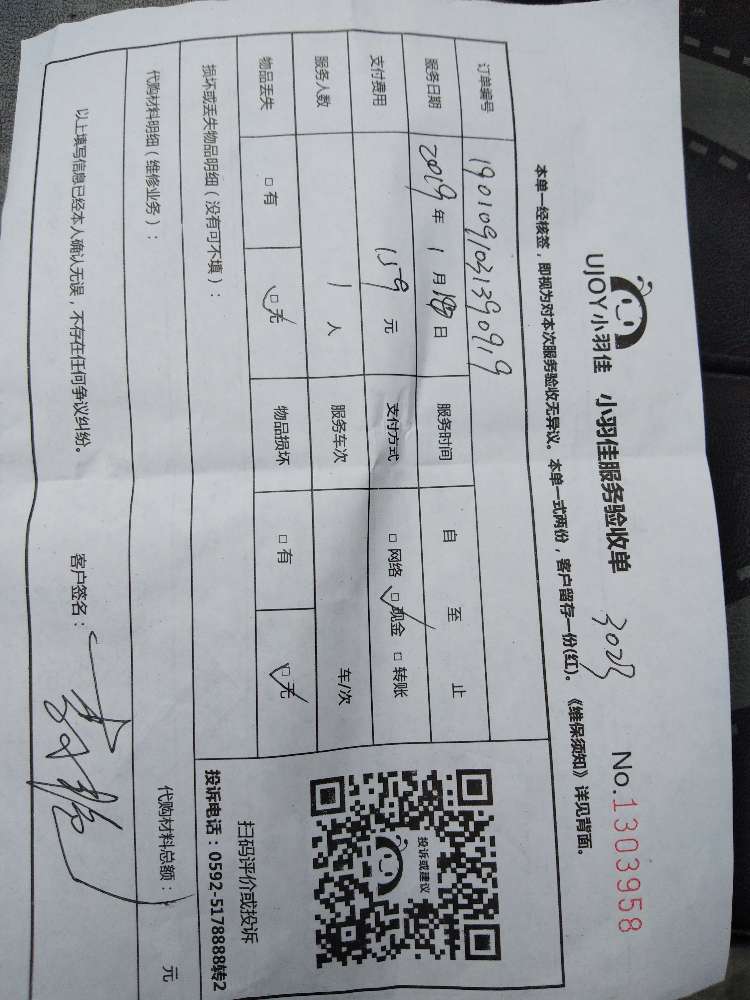 UJOY小羽佳 小羽佳服务验收单 3028 No.1303958
本单一经核签，即视为对本次服务验收无异议。本单一式两份，客户留存一份(红)。《维保须知》详见背面。
订单编号 1901091031390919
服务日期 2019 年 1 月 日 服务时间 自 至 止
支付费用 159 元 支付方式 □ 网络 □ 现金 □ 转账
服务人数 1 人 服务车次 车/次
物品丢失 □ 有 □ 无 物品损坏 □ 有 □ 无
投诉或建议
扫码评价或投诉
投诉电话：0592-5178888转2
损坏或丢失物品明细（没有可不填）：
代购材料明细（维修业务）： 代购材料总额： 元
以上填写信息已经本人确认无误，不存在任何争议纠纷。 客户签名：